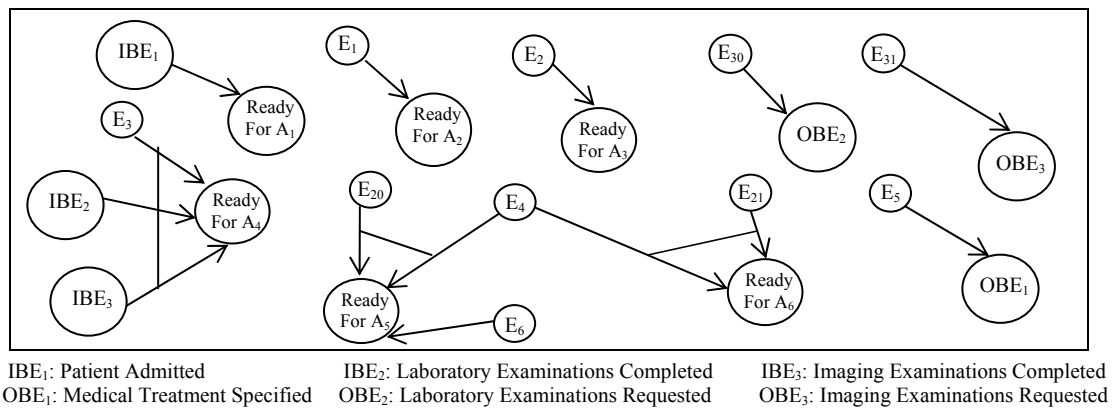 IBE₁
E₁
E₂
E₃₀
E₃₁
Ready
For A₁
E₃
Ready
For A₂
Ready
For A₃
OBE₂
OBE₃
IBE₂
Ready
For A₄
E₂₀
E₄
E₂₁
E₅
IBE₃
Ready
For A₅
E₆
Ready
For A₆
OBE₁
IBE₁: Patient Admitted IBE₂: Laboratory Examinations Completed IBE₃: Imaging Examinations Completed
OBE₁: Medical Treatment Specified OBE₂: Laboratory Examinations Requested OBE₃: Imaging Examinations Requested